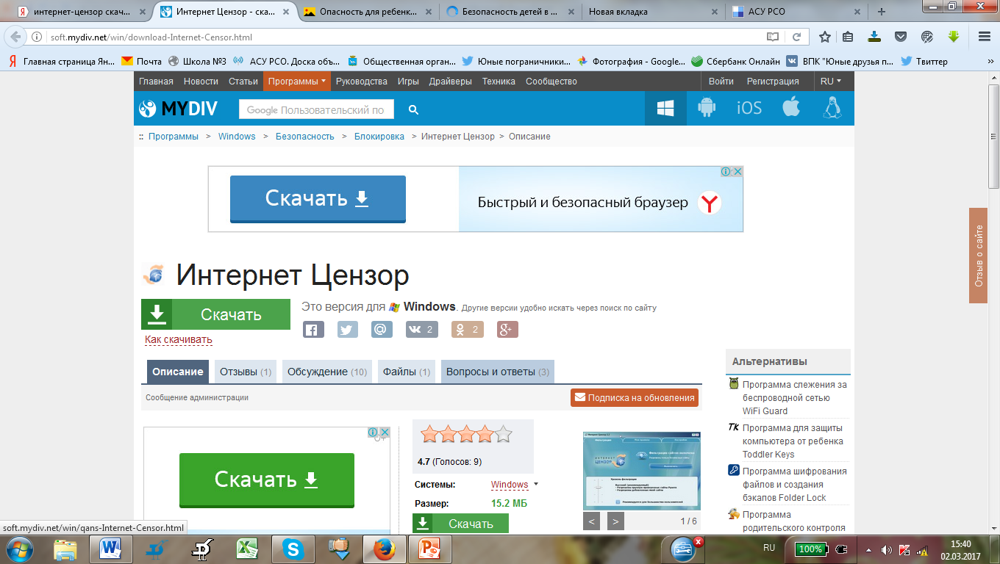 интернет-цензор скач...
Интернет Цензор - ска...
Опасность для ребенк...
Безопасность детей в ...
Новая вкладка
АСУ РСО
soft.mydiv.net/win/download-Internet-Censor.html
Главная страница Ян...
Почта
Школа №3
АСУ РСО. Доска объ...
Общественная орган...
Юные пограничники...
Фотография - Google...
Сбербанк Онлайн
ВПК "Юные друзья п...
Твиттер
Главная Новости Статьи Программы Руководства Игры Драйверы Техника Сообщество Войти Регистрация RU
MYDIV
Google Пользовательский по
iOS
:: Программы > Windows > Безопасность > Блокировка > Интернет Цензор > Описание
Скачать
Быстрый и безопасный браузер
Отзыв о сайте
Интернет Цензор
Скачать
Это версия для Windows. Другие версии удобно искать через поиск по сайту
2
2
g+
Как скачивать
Описание Отзывы (1) Обсуждение (10) Файлы (1) Вопросы и ответы (3)
Сообщение администрации
Подписка на обновления
Скачать
4.7 (Голосов: 9)
Системы: Windows
Размер: 15.2 МБ
Скачать
< > 1 / 6
Альтернативы
Программа слежения за
беспроводной сетью
WiFi Guard
Программа для защиты
компьютера от ребенка
Toddler Keys
Программа шифрования
файлов и создания
бэкапов Folder Lock
Программа
родительского контроля
soft.mydiv.net/win/qans-Internet-Censor.html
RU
100%
15:40
02.03.2017